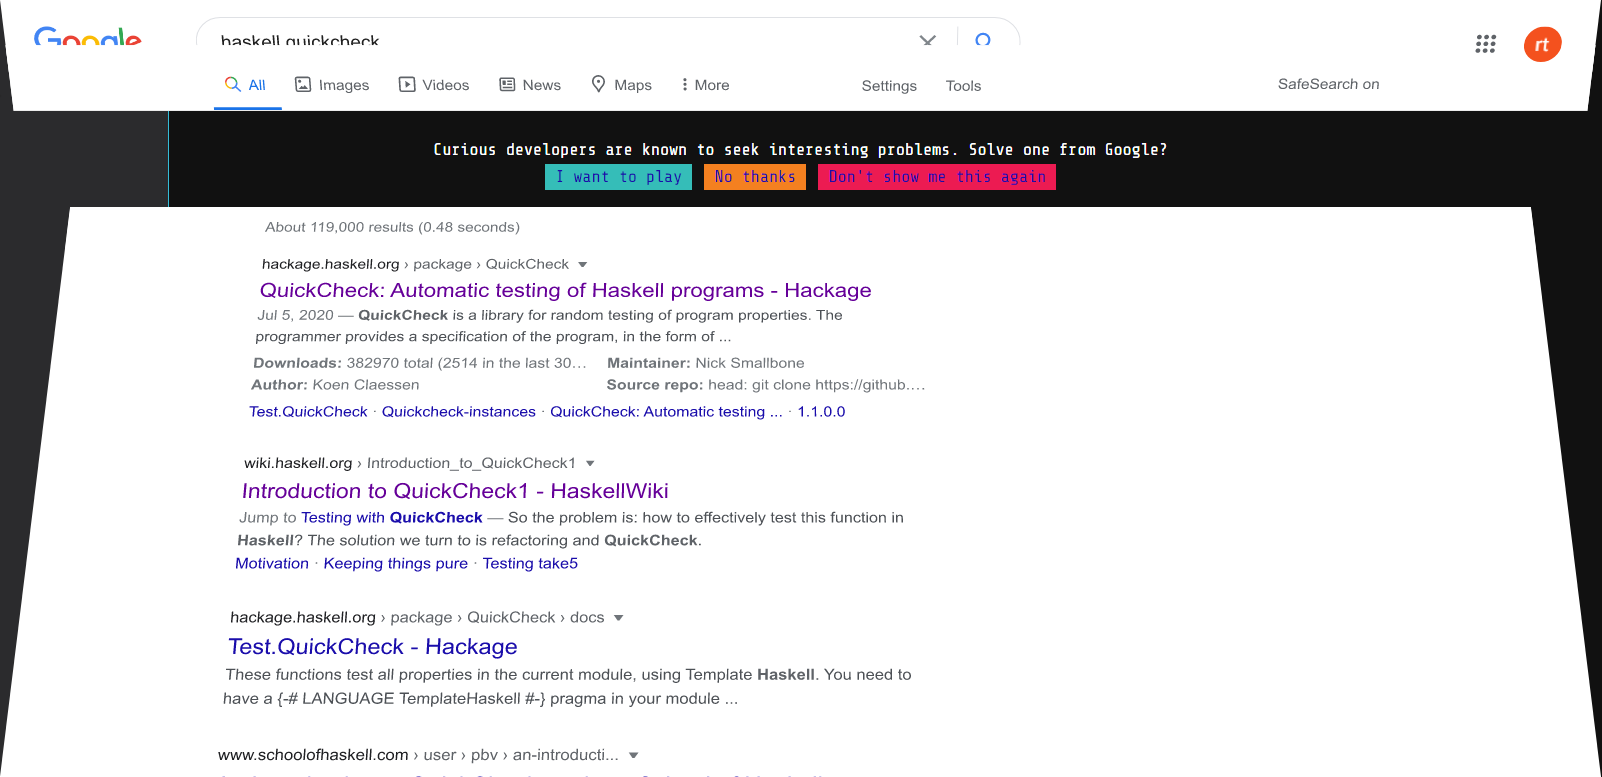 Google
haskell quickcheck
rt
All Images Videos News Maps More Settings Tools SafeSearch on
Curious developers are known to seek interesting problems. Solve one from Google?
I want to play No thanks Don't show me this again
About 119,000 results (0.48 seconds)
hackage.haskell.org › package › QuickCheck
QuickCheck: Automatic testing of Haskell programs - Hackage
Jul 5, 2020 — QuickCheck is a library for random testing of program properties. The
programmer provides a specification of the program, in the form of ...
Downloads: 382970 total (2514 in the last 30… Maintainer: Nick Smallbone
Author: Koen Claessen Source repo: head: git clone https://github.…
Test.QuickCheck · Quickcheck-instances · QuickCheck: Automatic testing ... · 1.1.0.0
wiki.haskell.org › Introduction_to_QuickCheck1
Introduction to QuickCheck1 - HaskellWiki
Jump to Testing with QuickCheck — So the problem is: how to effectively test this function in
Haskell? The solution we turn to is refactoring and QuickCheck.
Motivation · Keeping things pure · Testing take5
hackage.haskell.org › package › QuickCheck › docs
Test.QuickCheck - Hackage
These functions test all properties in the current module, using Template Haskell. You need to
have a {-# LANGUAGE TemplateHaskell #-} pragma in your module ...
www.schoolofhaskell.com › user › pbv › an-introducti...